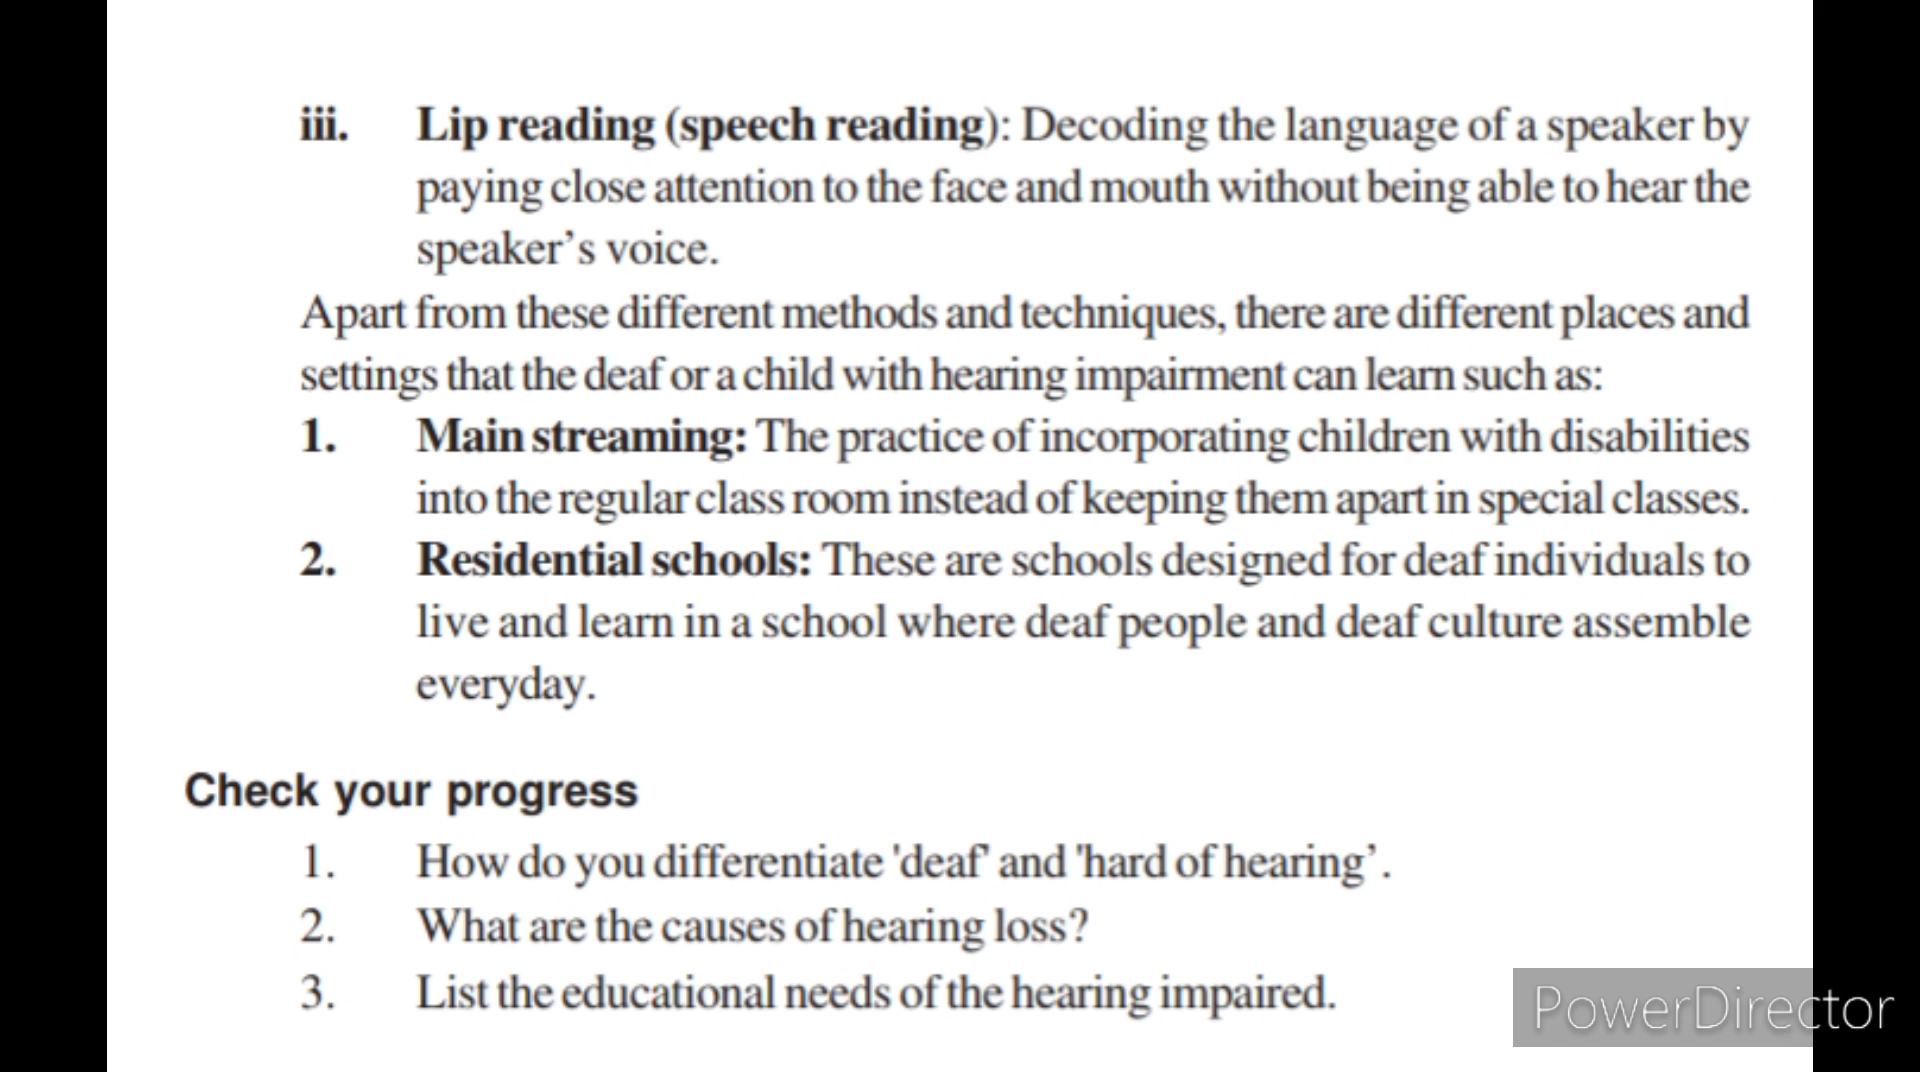 iii. Lip reading (speech reading): Decoding the language of a speaker by
paying close attention to the face and mouth without being able to hear the
speaker’s voice.
Apart from these different methods and techniques, there are different places and
settings that the deaf or a child with hearing impairment can learn such as:
1. Main streaming: The practice of incorporating children with disabilities
into the regular class room instead of keeping them apart in special classes.
2. Residential schools: These are schools designed for deaf individuals to
live and learn in a school where deaf people and deaf culture assemble
everyday.
Check your progress
1. How do you differentiate 'deaf' and 'hard of hearing’.
2. What are the causes of hearing loss?
3. List the educational needs of the hearing impaired.
PowerDirector